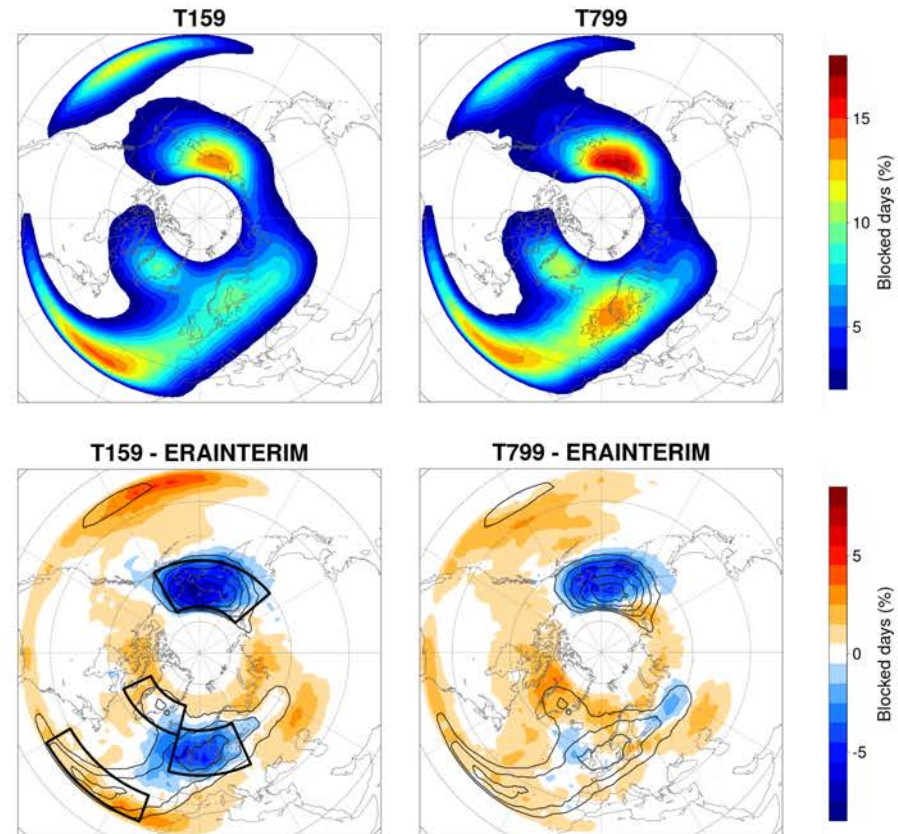 T159
T799
15
10
5
Blocked days (%)
T159 - ERAINTERIM
T799 - ERAINTERIM
5
0
-5
Blocked days (%)